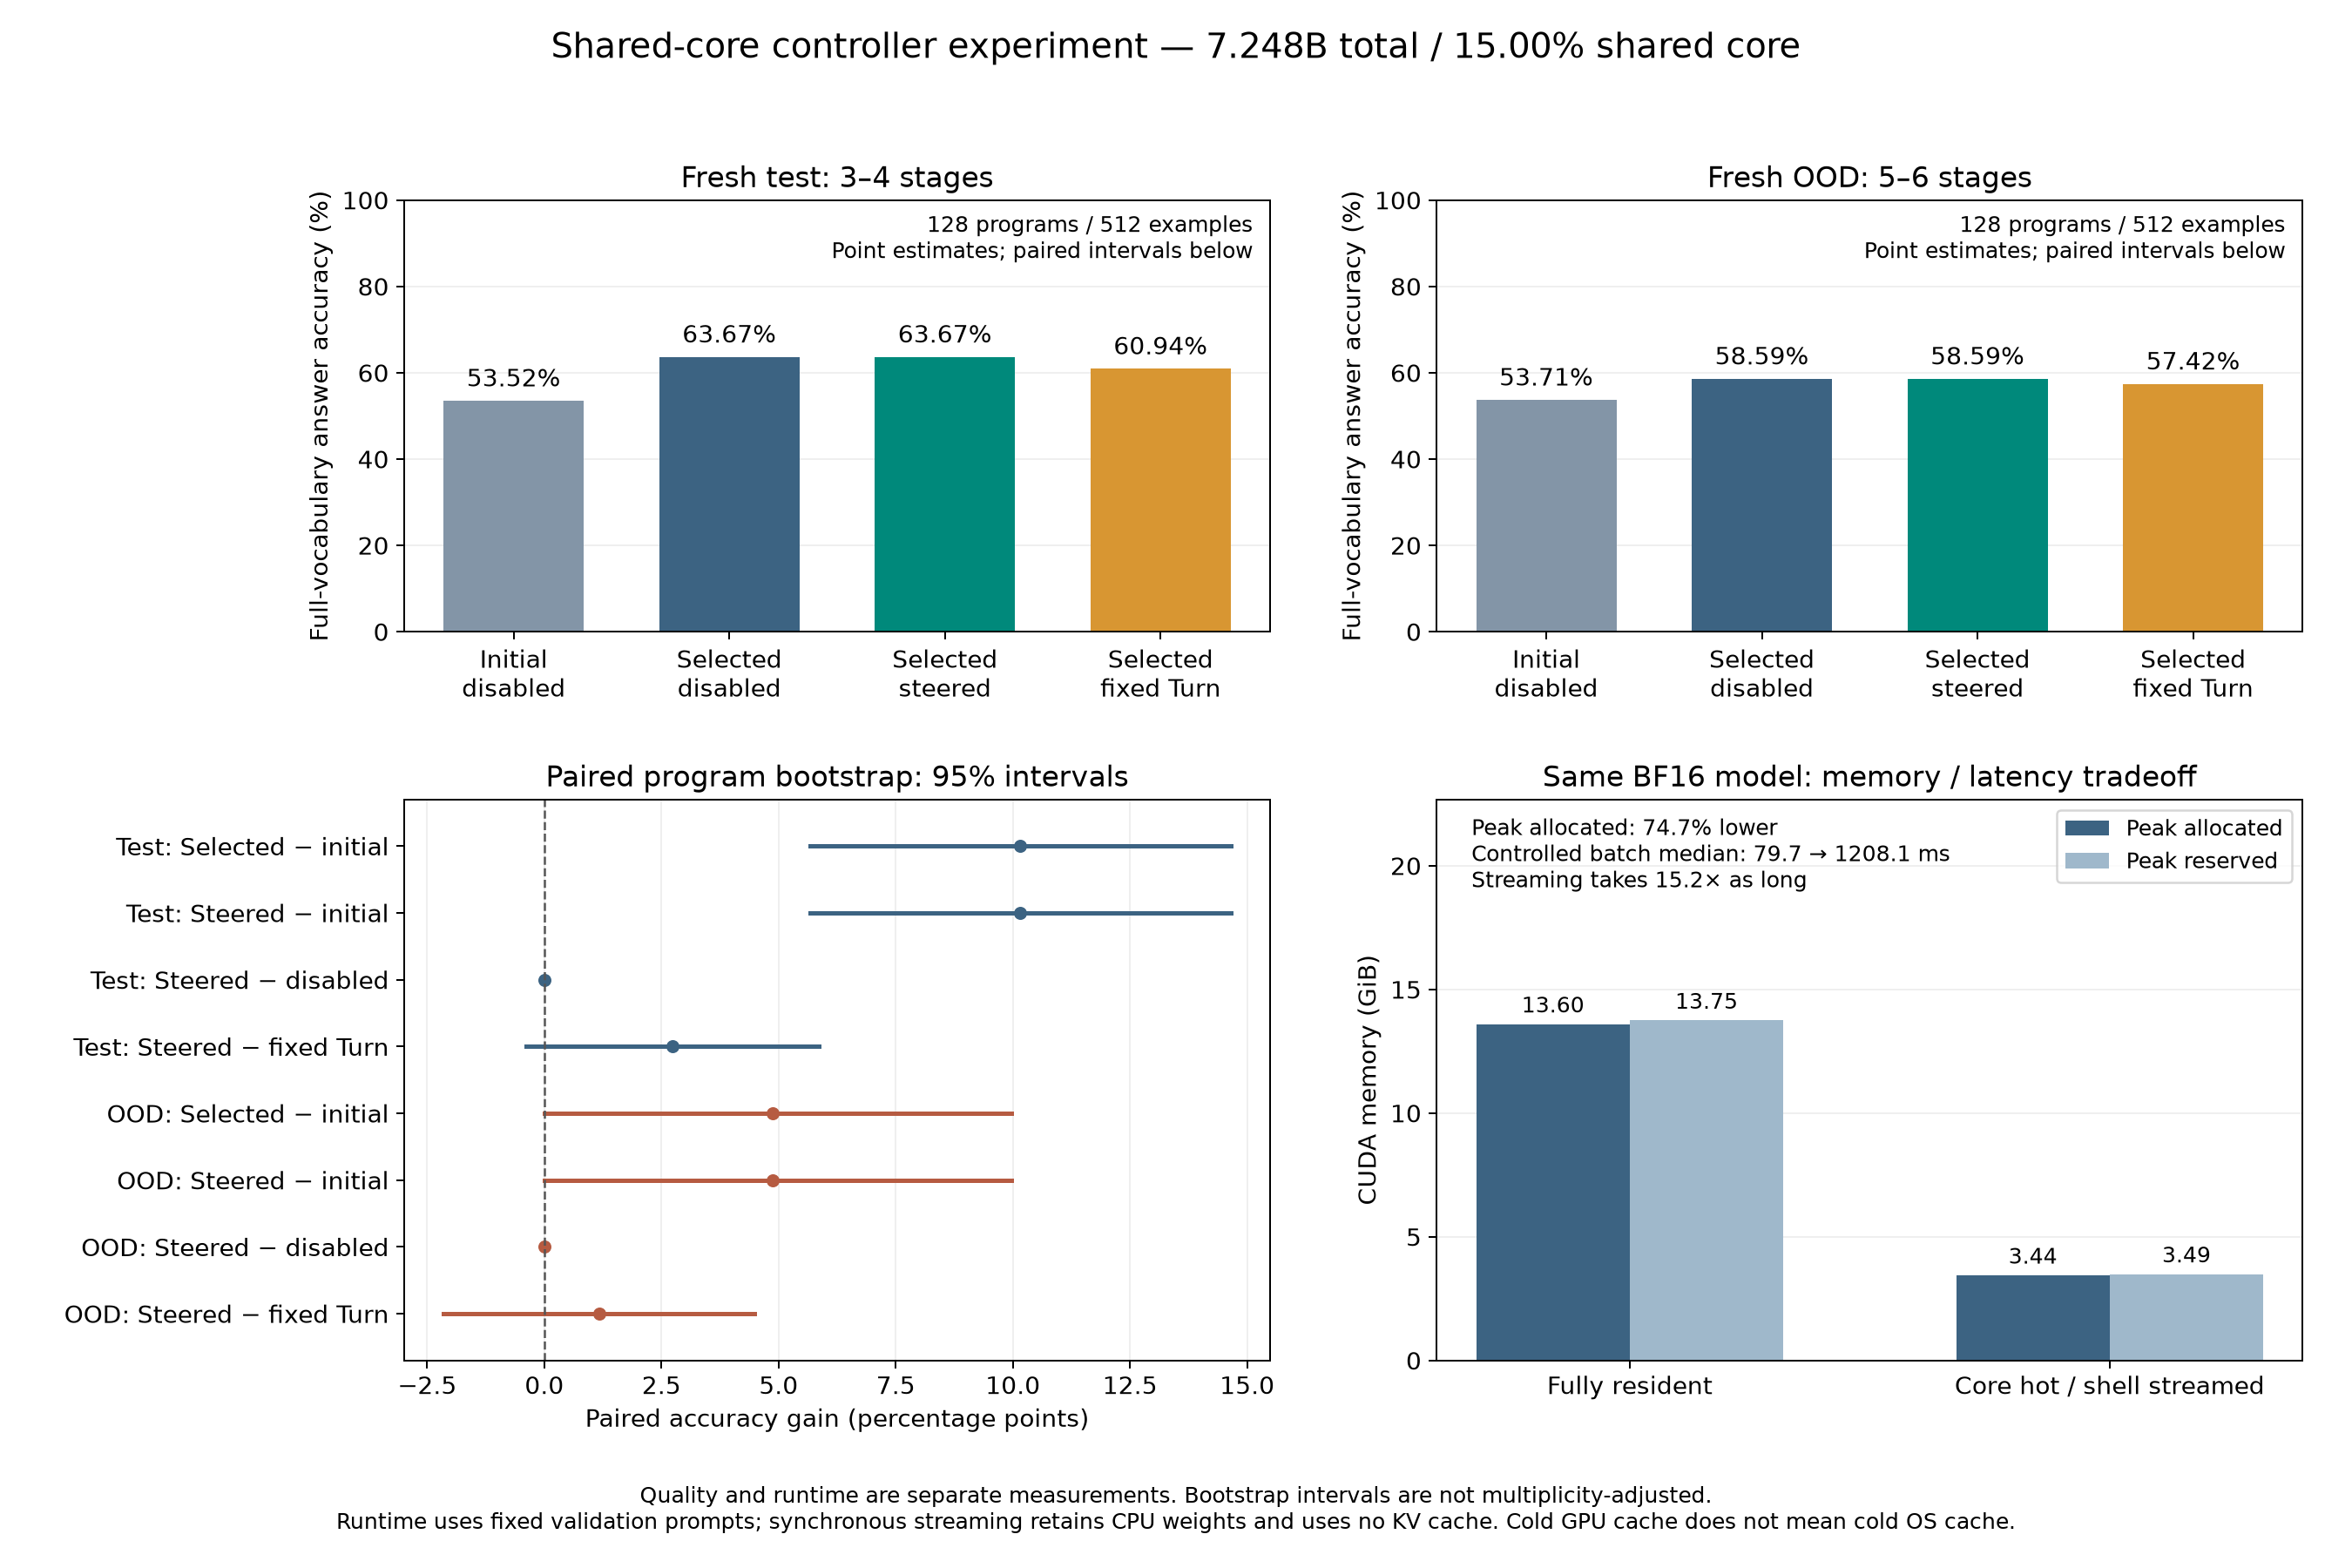 Shared-core controller experiment — 7.248B total / 15.00% shared core
Fresh test: 3–4 stages
Full-vocabulary answer accuracy (%)
100
80
60
40
20
0
128 programs / 512 examples
Point estimates; paired intervals below
53.52%
63.67%
63.67%
60.94%
Initial
disabled
Selected
disabled
Selected
steered
Selected
fixed Turn
Fresh OOD: 5–6 stages
Full-vocabulary answer accuracy (%)
100
80
60
40
20
0
128 programs / 512 examples
Point estimates; paired intervals below
53.71%
58.59%
58.59%
57.42%
Initial
disabled
Selected
disabled
Selected
steered
Selected
fixed Turn
Paired program bootstrap: 95% intervals
Test: Selected − initial
Test: Steered − initial
Test: Steered − disabled
Test: Steered − fixed Turn
OOD: Selected − initial
OOD: Steered − initial
OOD: Steered − disabled
OOD: Steered − fixed Turn
−2.5
0.0
2.5
5.0
7.5
10.0
12.5
15.0
Paired accuracy gain (percentage points)
Same BF16 model: memory / latency tradeoff
Peak allocated: 74.7% lower
Controlled batch median: 79.7 → 1208.1 ms
Streaming takes 15.2× as long
Peak allocated
Peak reserved
CUDA memory (GiB)
20
15
10
5
0
13.60
13.75
3.44
3.49
Fully resident
Core hot / shell streamed
Quality and runtime are separate measurements. Bootstrap intervals are not multiplicity-adjusted.
Runtime uses fixed validation prompts; synchronous streaming retains CPU weights and uses no KV cache. Cold GPU cache does not mean cold OS cache.